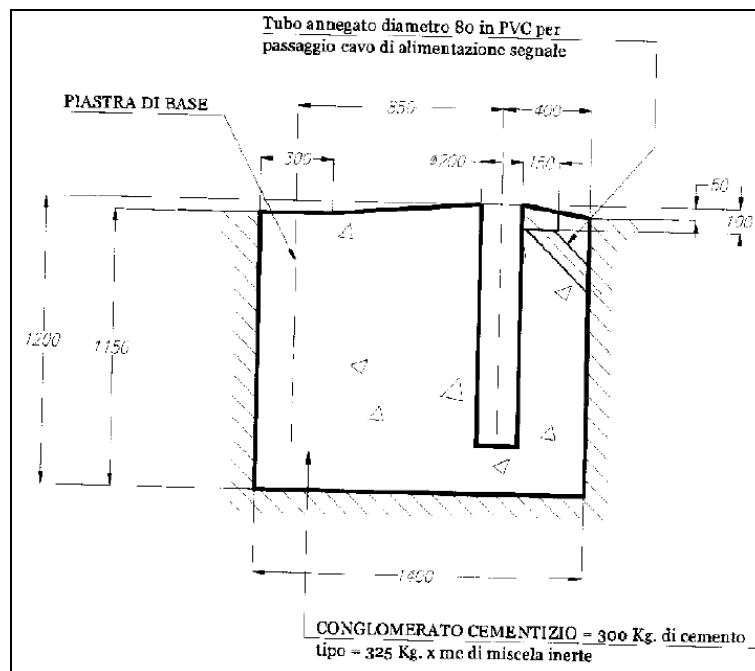 Tubo annegato diametro 80 in PVC per
passaggio cavo di alimentazione segnale
PIASTRA DI BASE
850
400
300
ø200
150
50
100
1200
1150
1400
CONGLOMERATO CEMENTIZIO = 300 Kg. di cemento
tipo = 325 Kg. x mc di miscela inerte